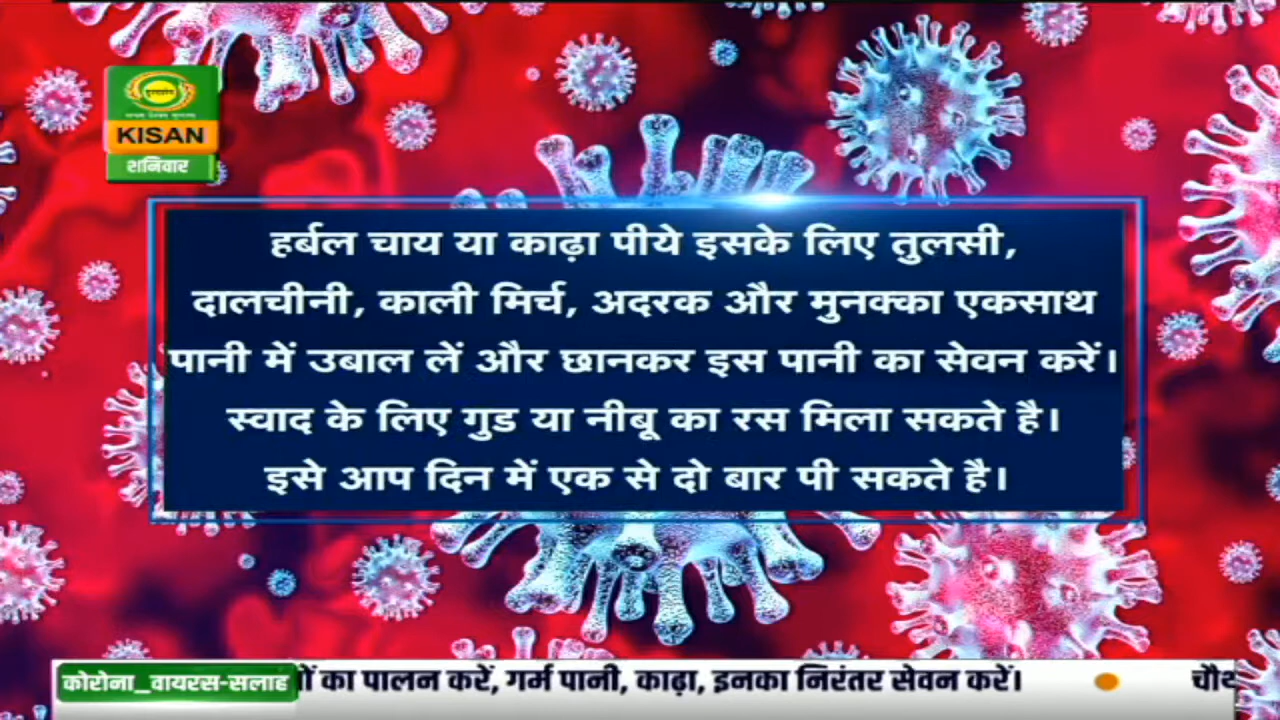 KISAN
शनिवार
हर्बल चाय या काढ़ा पीये इसके लिए तुलसी,
दालचीनी, काली मिर्च, अदरक और मुनक्का एकसाथ
पानी में उबाल लें और छानकर इस पानी का सेवन करें।
स्वाद के लिए गुड या नीबू का रस मिला सकते है।
इसे आप दिन में एक से दो बार पी सकते है।
कोरोना_वायरस-सलाह का पालन करें, गर्म पानी, काढ़ा, इनका निरंतर सेवन करें।